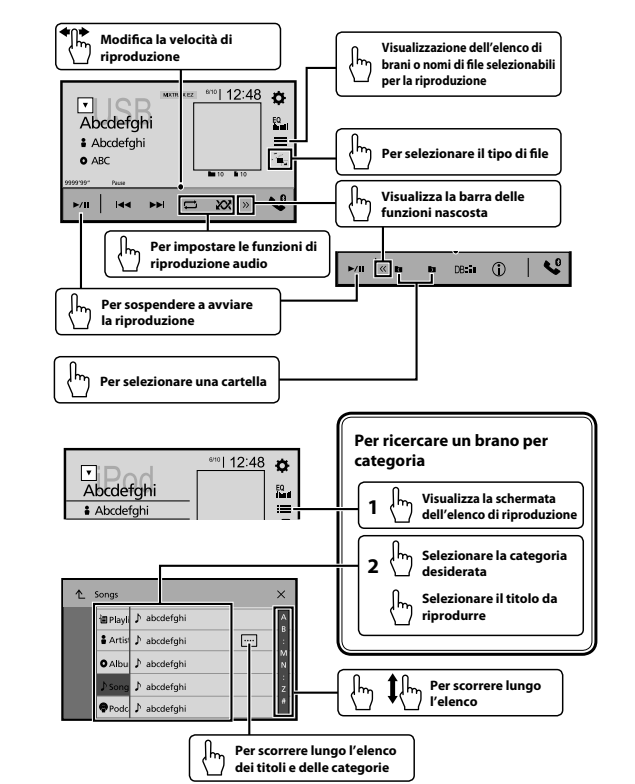 Modifica la velocità di
riproduzione
Visualizzazione dell'elenco di
brani o nomi di file selezionabili
per la riproduzione
USB
6/10 12:48
Abcdefghi
EQ
Abcdefghi
ABC
10 10
9999'99" Pause
Per selezionare il tipo di file
Visualizza la barra delle
funzioni nascosta
Per impostare le funzioni di
riproduzione audio
DB
Per sospendere a avviare
la riproduzione
Per selezionare una cartella
iPod
6/10 12:48
Abcdefghi
EQ
Abcdefghi
Per ricercare un brano per
categoria
1 Visualizza la schermata
dell'elenco di riproduzione
2 Selezionare la categoria
desiderata
Selezionare il titolo da
riprodurre
Songs
Playli abcdefghi
Artist abcdefghi
Albu abcdefghi
Song abcdefghi
Podc abcdefghi
A
B
:
M
N
:
Z
#
Per scorrere lungo
l'elenco
Per scorrere lungo l'elenco
dei titoli e delle categorie